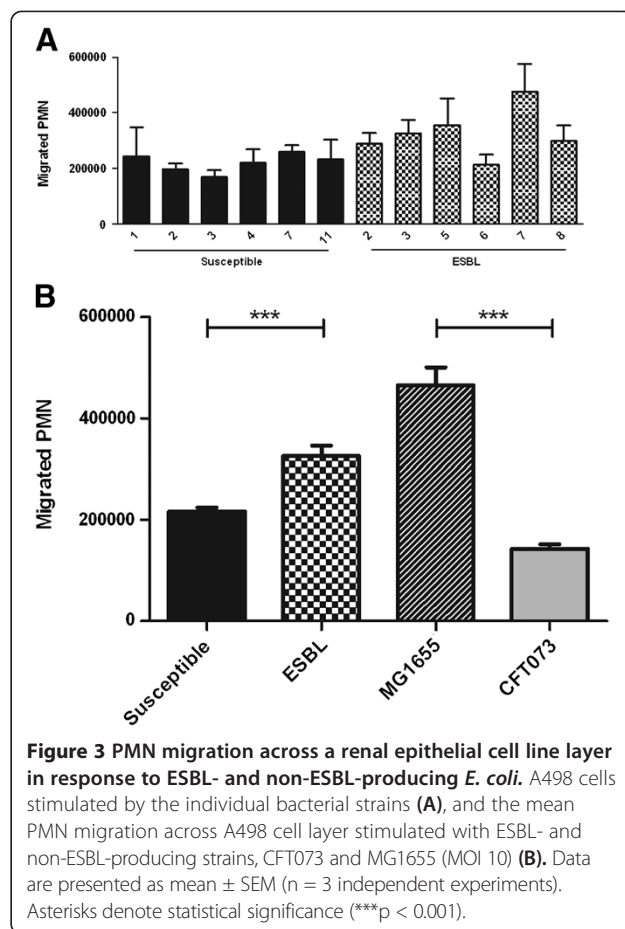 A
600000
400000
200000
0
Migrated PMN
1 2 3 4 7 11 2 3 5 6 7 8
Susceptible ESBL
B
600000
400000
200000
0
Migrated PMN
*** ***
Susceptible ESBL MG1655 CFT073
Figure 3 PMN migration across a renal epithelial cell line layer
in response to ESBL- and non-ESBL-producing E. coli. A498 cells
stimulated by the individual bacterial strains (A), and the mean
PMN migration across A498 cell layer stimulated with ESBL- and
non-ESBL-producing strains, CFT073 and MG1655 (MOI 10) (B). Data
are presented as mean ± SEM (n = 3 independent experiments).
Asterisks denote statistical significance (***p < 0.001).